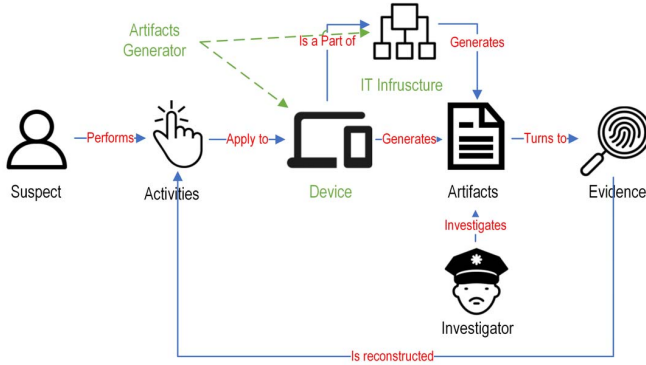 Artifacts
Generator
Is a Part of
Generates
IT Infruscture
Performs
Apply to
Generates
Turns to
Suspect
Activities
Device
Artifacts
Evidence
Investigates
Investigator
Is reconstructed